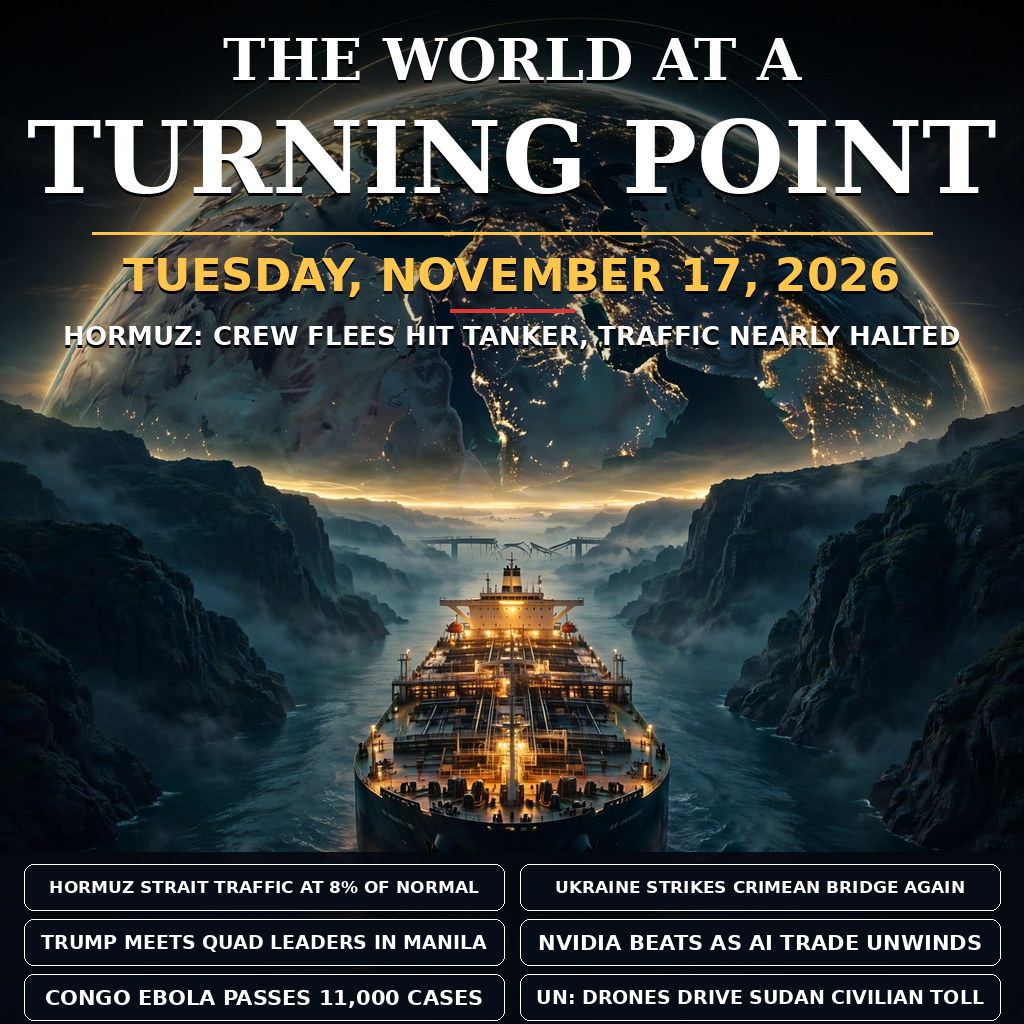 THE WORLD AT A
TURNING POINT
TUESDAY, NOVEMBER 17, 2026
HORMUZ: CREW FLEES HIT TANKER, TRAFFIC NEARLY HALTED
HORMUZ STRAIT TRAFFIC AT 8% OF NORMAL
UKRAINE STRIKES CRIMEAN BRIDGE AGAIN
TRUMP MEETS QUAD LEADERS IN MANILA
NVIDIA BEATS AS AI TRADE UNWINDS
CONGO EBOLA PASSES 11,000 CASES
UN: DRONES DRIVE SUDAN CIVILIAN TOLL